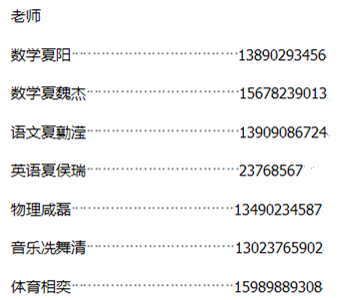 老师
数学夏阳……………………………13890293456
数学夏魏杰…………………………15678239013
语文夏勷滢…………………………13909086724
英语夏侯瑞…………………………23768567
物理咸磊……………………………13490234587
音乐冼舞清…………………………13023765902
体育相奕……………………………15989889308